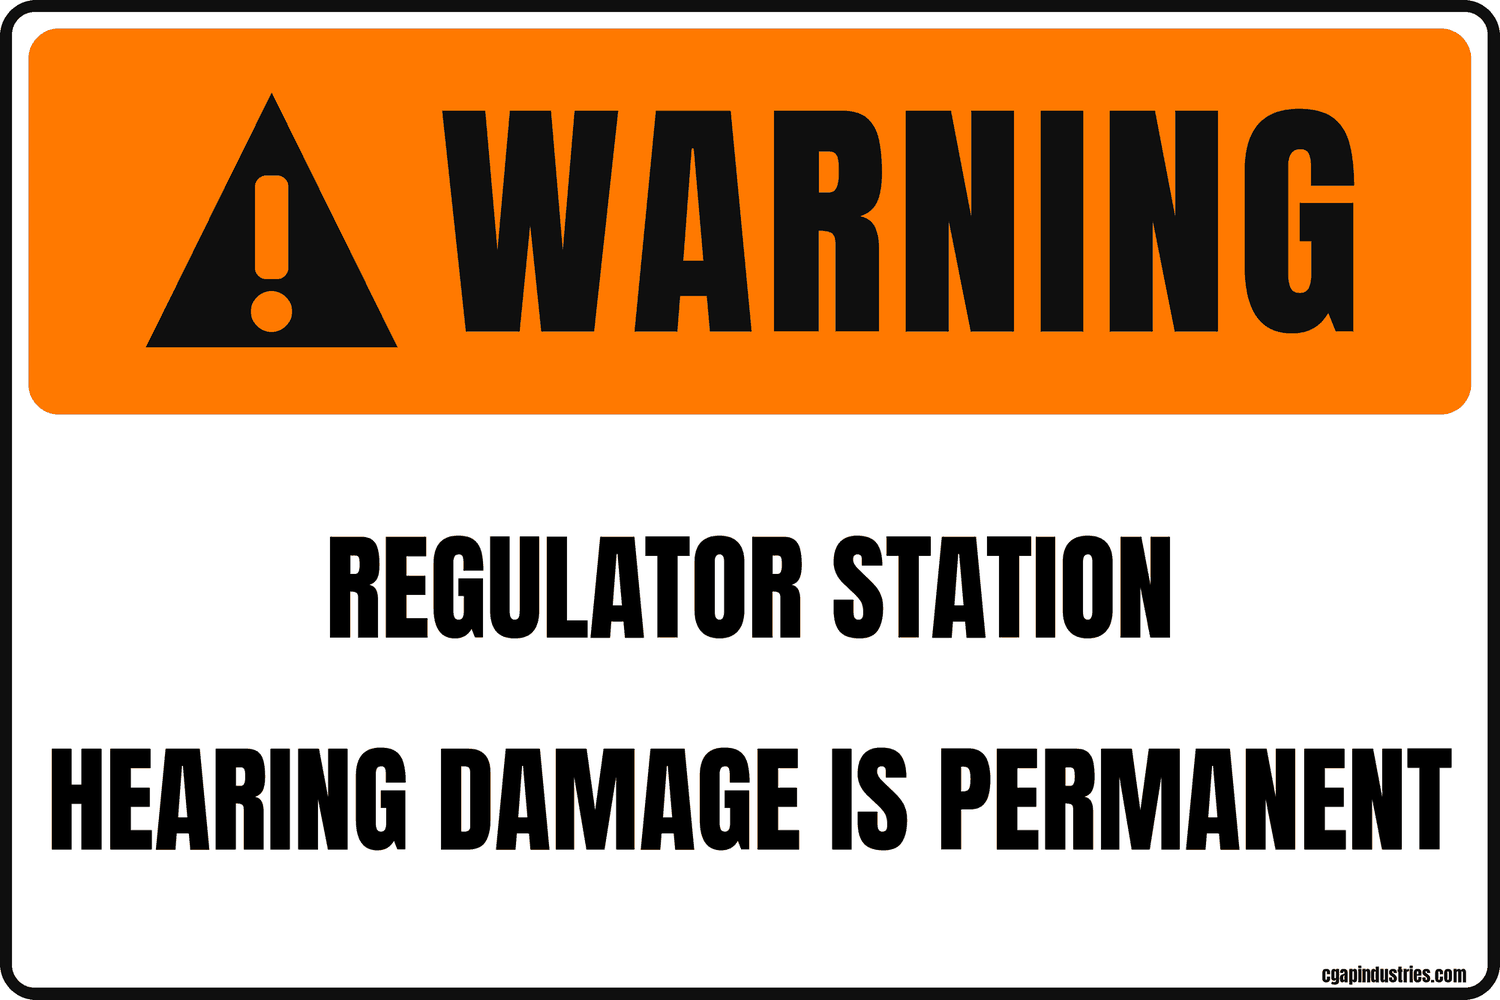 WARNING
REGULATOR STATION
HEARING DAMAGE IS PERMANENT
cgapindustries.com